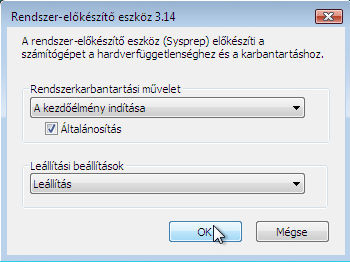 Rendszer-előkészítő eszköz 3.14
A rendszer-előkészítő eszköz (Sysprep) előkészíti a
számítógépet a hardverfüggetlenséghez és a karbantartáshoz.
Rendszerkarbantartási művelet
A kezdőélmény indítása
Általánosítás
Leállítási beállítások
Leállítás
OK
Mégse